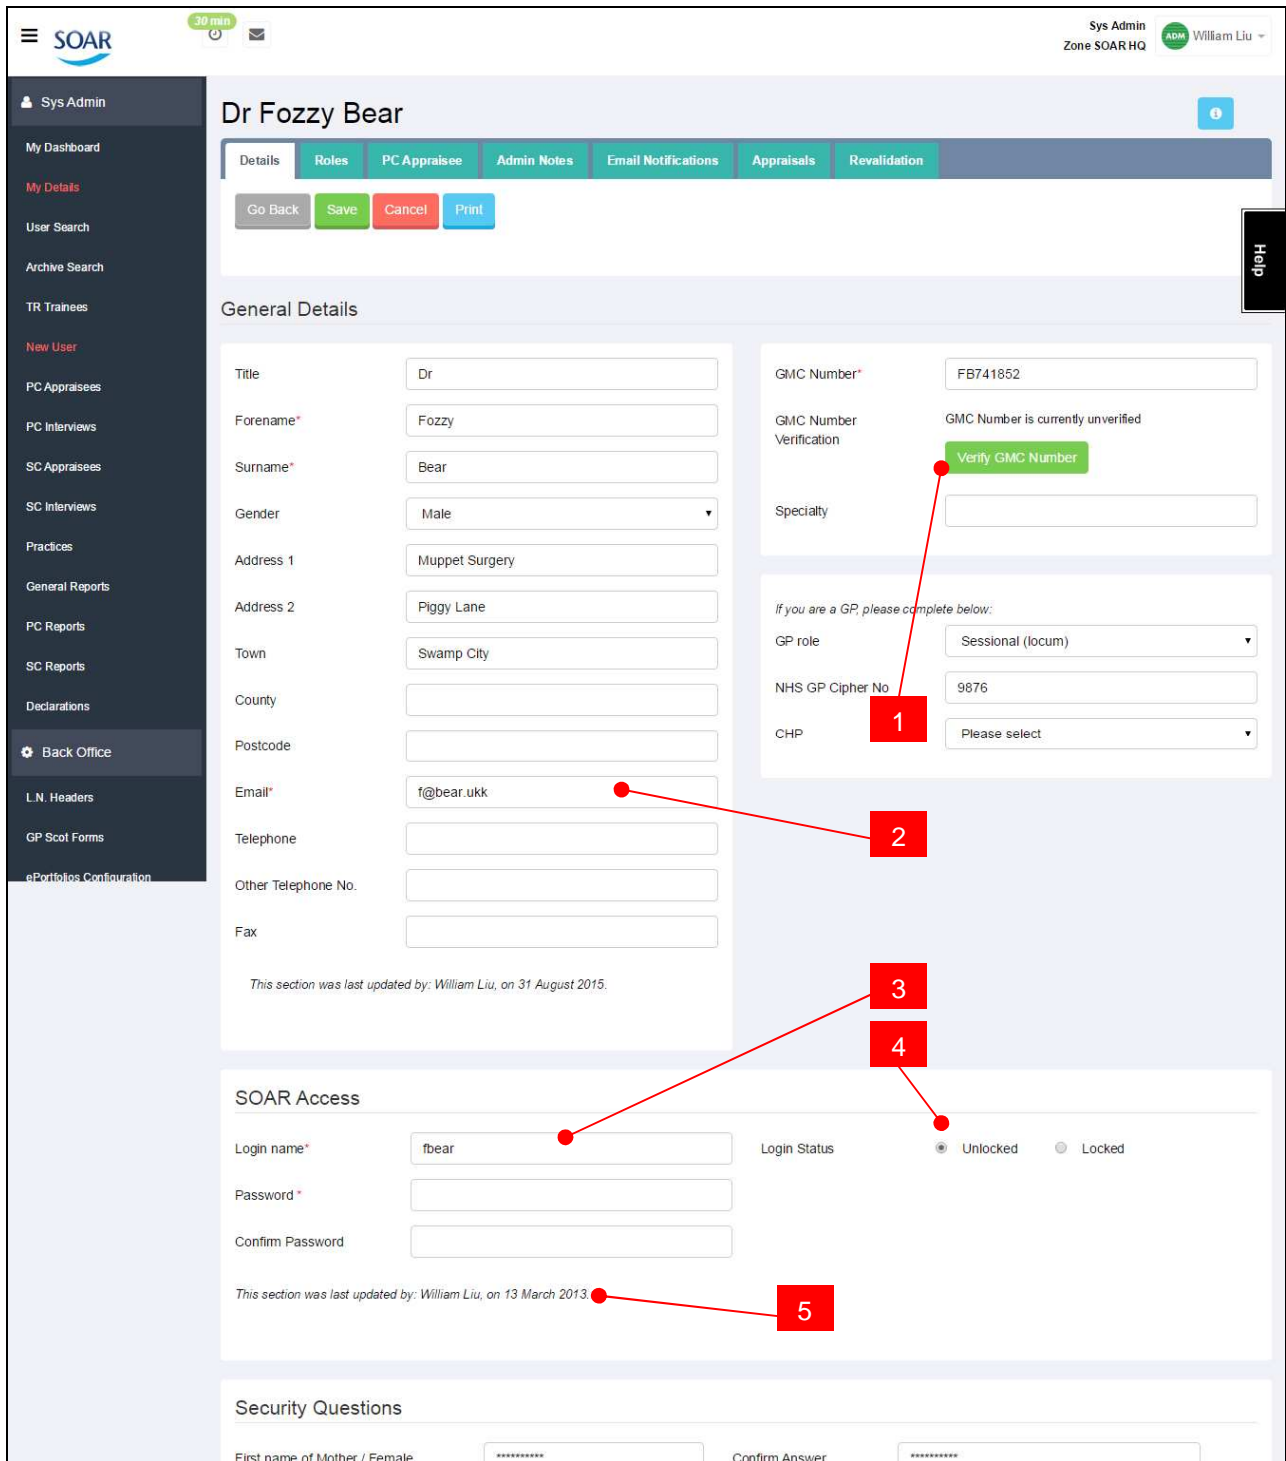 30 min
SOAR
Sys Admin
Zone SOAR HQ
ADM
William Liu
Sys Admin
My Dashboard
My Details
User Search
Archive Search
TR Trainees
New User
PC Appraisees
PC Interviews
SC Appraisees
SC Interviews
Practices
General Reports
PC Reports
SC Reports
Declarations
Back Office
L.N. Headers
GP Scot Forms
ePortfolios Configuration
Dr Fozzy Bear
Details Roles PC Appraisee Admin Notes Email Notifications Appraisals Revalidation
Go Back Save Cancel Print
Help
General Details
Title Dr
Forename* Fozzy
Surname* Bear
Gender Male
Address 1 Muppet Surgery
Address 2 Piggy Lane
Town Swamp City
County
Postcode
Email* f@bear.ukk
Telephone
Other Telephone No.
Fax
This section was last updated by: William Liu, on 31 August 2015.
GMC Number* FB741852
GMC Number Verification
GMC Number is currently unverified
Verify GMC Number
Specialty
If you are a GP, please complete below:
GP role Sessional (locum)
NHS GP Cipher No 9876
CHP Please select
1
2
3
4
SOAR Access
Login name* fbear
Login Status Unlocked Locked
Password *
Confirm Password
This section was last updated by: William Liu, on 13 March 2013.
5
Security Questions
First name of Mother / Female ********** Confirm Answer **********